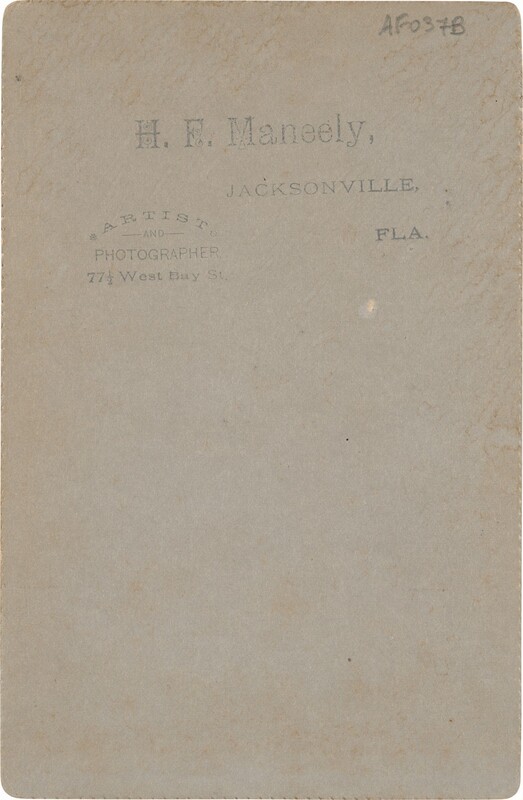 AF037B
H. E. Maneely,
JACKSONVILLE,
FLA.
ARTIST
AND
PHOTOGRAPHER
77½ West Bay St.